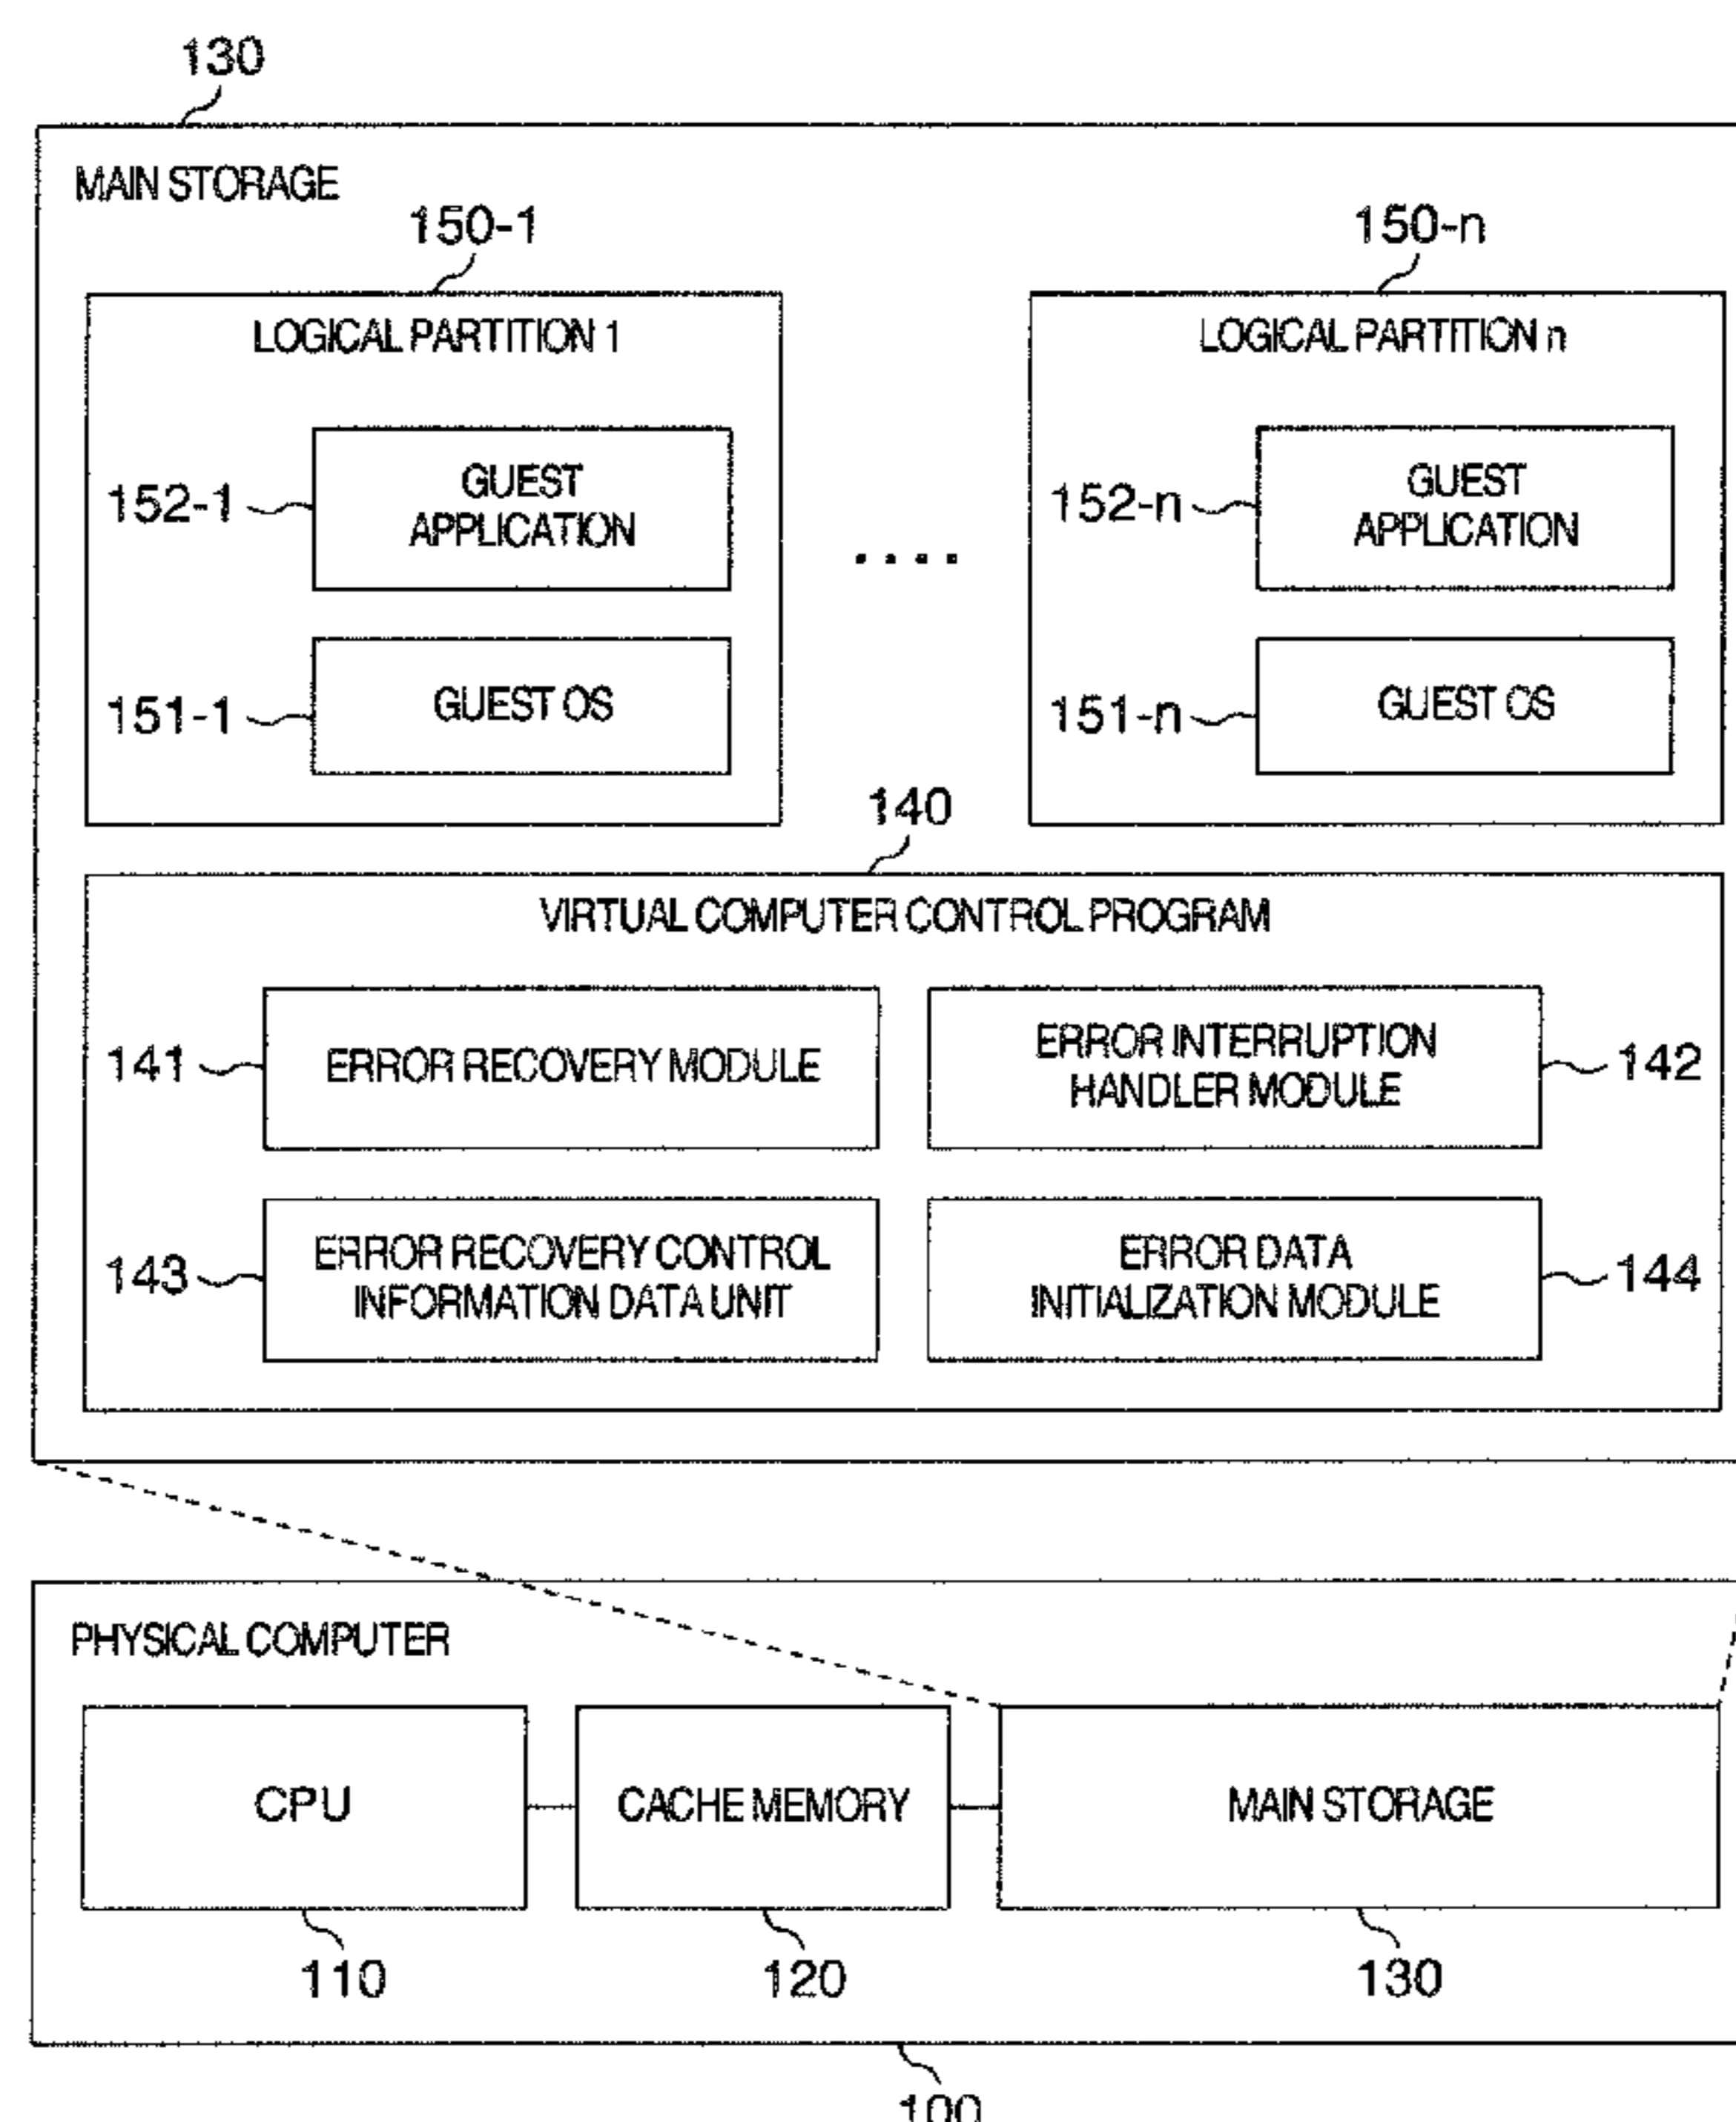 130
MAIN STORAGE
150-1
150-n
LOGICAL PARTITION 1
LOGICAL PARTITION n
152-1
GUEST
APPLICATION
....
152-n
GUEST
APPLICATION
151-1
GUEST OS
151-n
GUEST OS
140
VIRTUAL COMPUTER CONTROL PROGRAM
141
ERROR RECOVERY MODULE
ERROR INTERRUPTION
HANDLER MODULE
142
143
ERROR RECOVERY CONTROL
INFORMATION DATA UNIT
ERROR DATA
INITIALIZATION MODULE
144
PHYSICAL COMPUTER
CPU
CACHE MEMORY
MAIN STORAGE
110
120
130
100